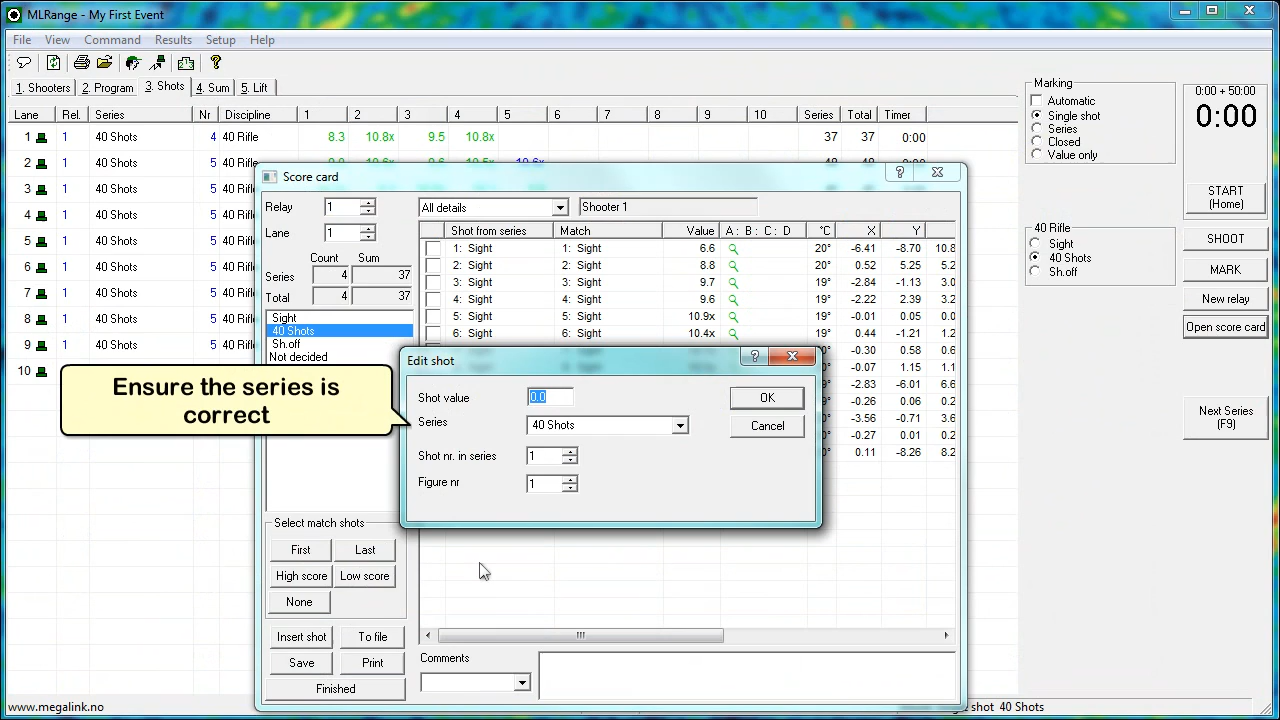 MLRange - My First Event
File View Command Results Setup Help
1. Shooters 2. Program 3. Shots 4. Sum 5. Lift
Lane Rel. Series Nr Discipline 1 2 3 4 5 6 7 8 9 10 Series Total Timer
1 1 40 Shots 4 40 Rifle 8.3 10.8x 9.5 10.8x 37 37 0:00
2 1 40 Shots 5 40 Rifle
3 1 40 Shots 5
4 1 40 Shots 5
5 1 40 Shots 5
6 1 40 Shots 5
7 1 40 Shots 5
8 1 40 Shots 5
9 1 40 Shots 5
10
Marking
Automatic
Single shot
Series
Closed
Value only
0:00 + 50:00
0:00
START
(Home)
40 Rifle
Sight
40 Shots
Sh.off
SHOOT
MARK
New relay
Open score card
Next Series
(F9)
Score card
Relay 1 All details Shooter 1
Lane 1
Count Sum
Series 4 37
Total 4 37
Sight
40 Shots
Sh.off
Not decided
Shot from series Match Value A : B : C : D °C X Y
1: Sight 1: Sight 6.6 20° -6.41 -8.70 10.8
2: Sight 2: Sight 8.8 20° 0.52 5.25 5.2
3: Sight 3: Sight 9.7 19° -2.84 -1.13 3.0
4: Sight 4: Sight 9.6 19° -2.22 2.39 3.2
5: Sight 5: Sight 10.9x 19° -0.01 0.05 0.0
6: Sight 6: Sight 10.4x 19° 0.44 -1.21 1.2
-0.30 0.58 0.6
-0.07 1.15 1.1
-2.83 -6.01 6.6
-0.26 0.06 0.2
-3.56 -0.71 3.6
-0.27 0.01 0.2
0.11 -8.26 8.2
Edit shot
Shot value 0.0 OK
Series 40 Shots Cancel
Shot nr. in series 1
Figure nr 1
Ensure the series is
correct
Select match shots
First Last
High score Low score
None
Insert shot To file
Save Print
Finished
Comments
www.megalink.no
shot 40 Shots